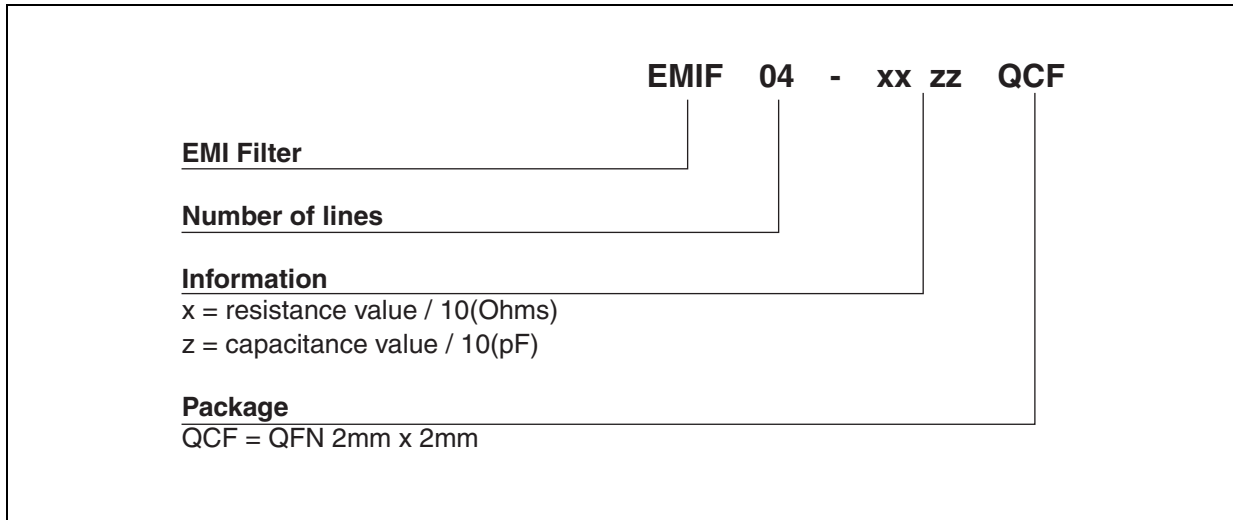 EMIF 04 - xx zz QCF
EMI Filter
Number of lines
Information
x = resistance value / 10(Ohms)
z = capacitance value / 10(pF)
Package
QCF = QFN 2mm x 2mm